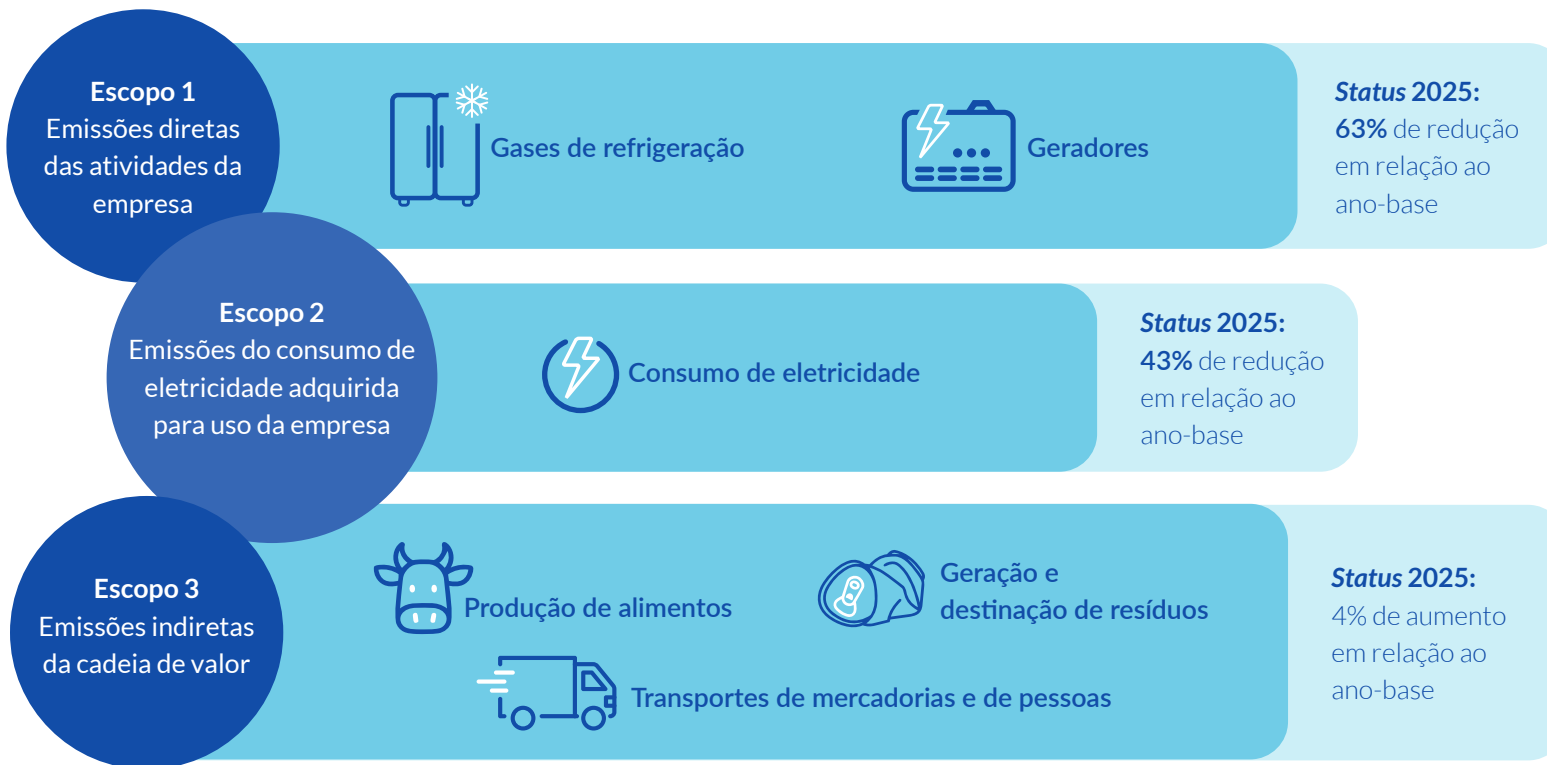 Escopo 1
Emissões diretas
das atividades da
empresa
Gases de refrigeração
Geradores
Status 2025:
63% de redução
em relação ao
ano-base
Escopo 2
Emissões do consumo de
eletricidade adquirida
para uso da empresa
Consumo de eletricidade
Status 2025:
43% de redução
em relação ao
ano-base
Escopo 3
Emissões indiretas
da cadeia de valor
Produção de alimentos
Geração e
destinação de resíduos
Transportes de mercadorias e de pessoas
Status 2025:
4% de aumento
em relação ao
ano-base